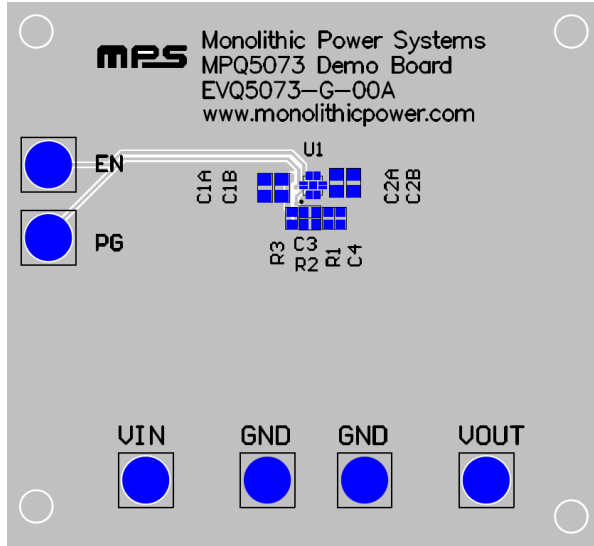 mps
Monolithic Power Systems
MPQ5073 Demo Board
EVQ5073-G-00A
www.monolithicpower.com
U1
EN
C1A
C1B
C2A
C2B
PG
R3
C3
R2
R1
C4
VIN
GND
GND
VOUT